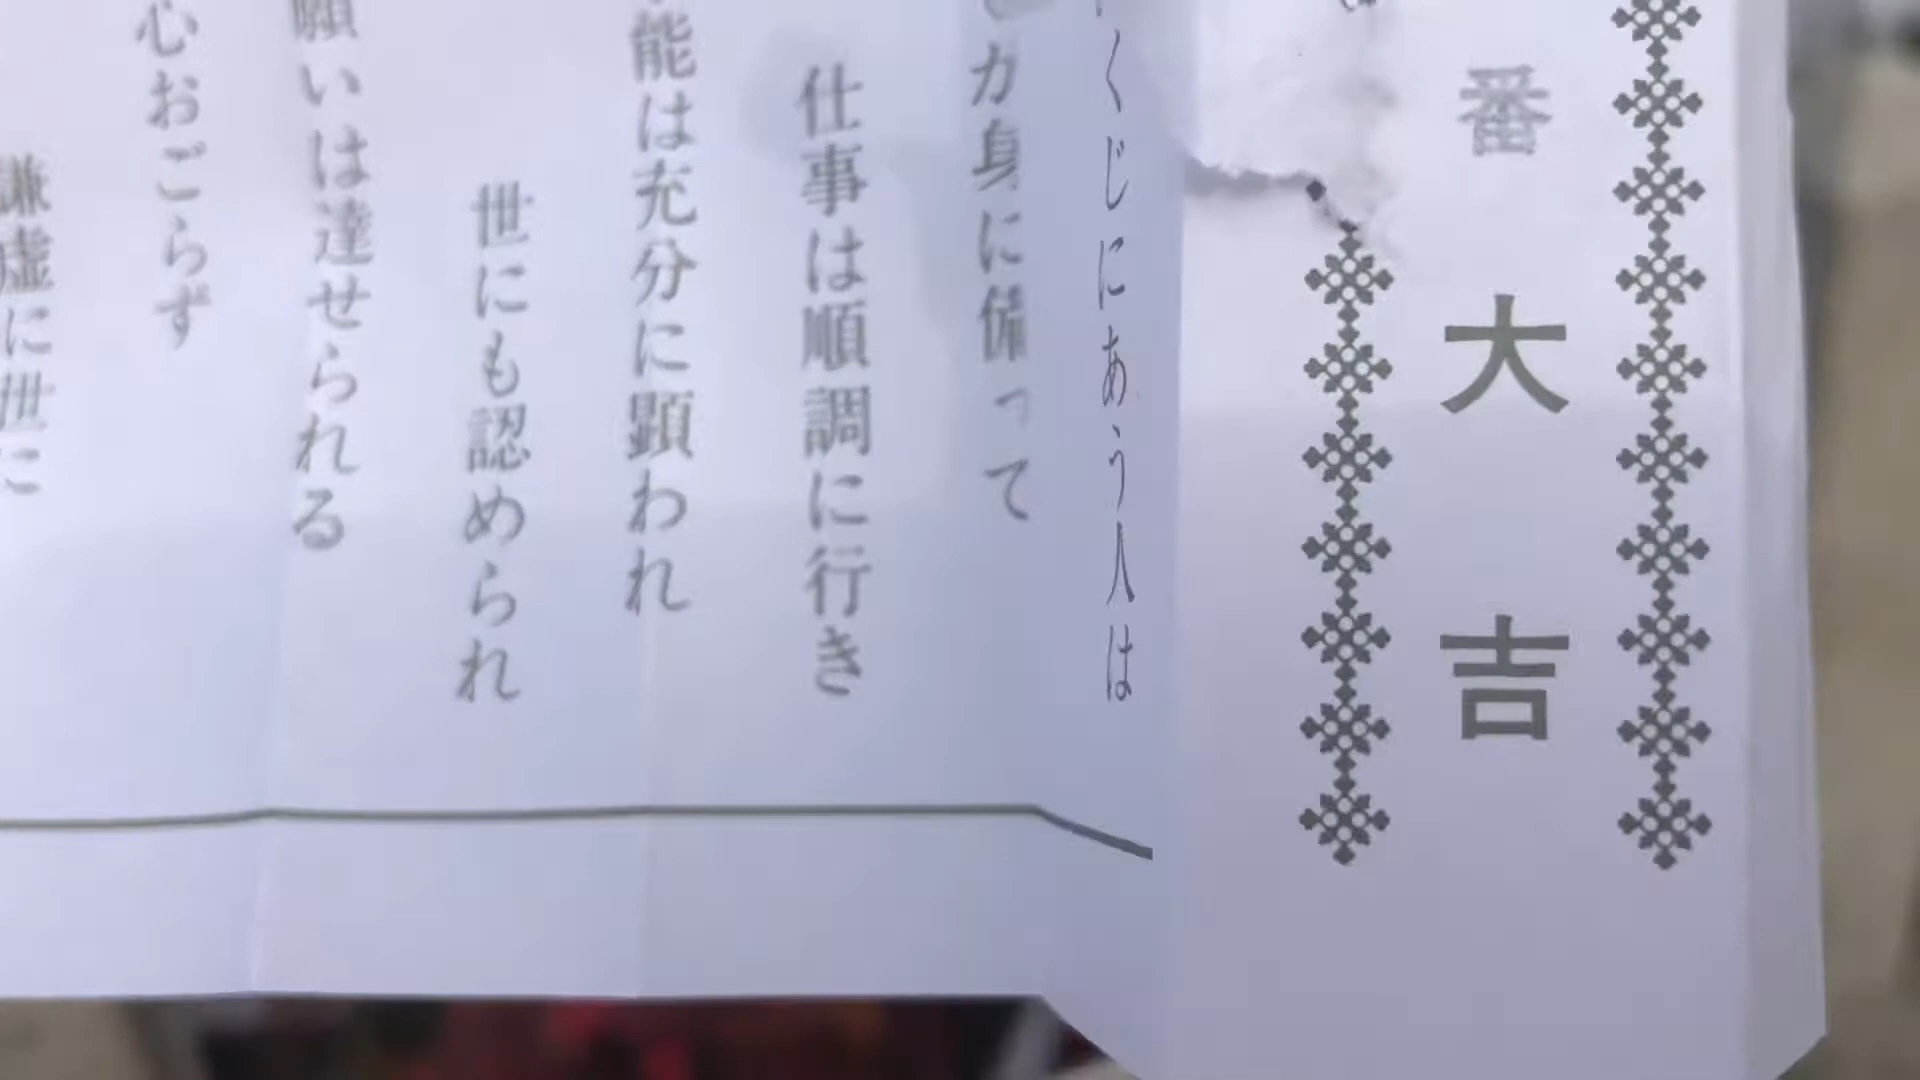 番 大 吉
くじにあう人は
力身に備って
仕事は順調に行き
能は充分に顕われ
世にも認められ
願いは達せられる
心おごらず
謙虚に世に